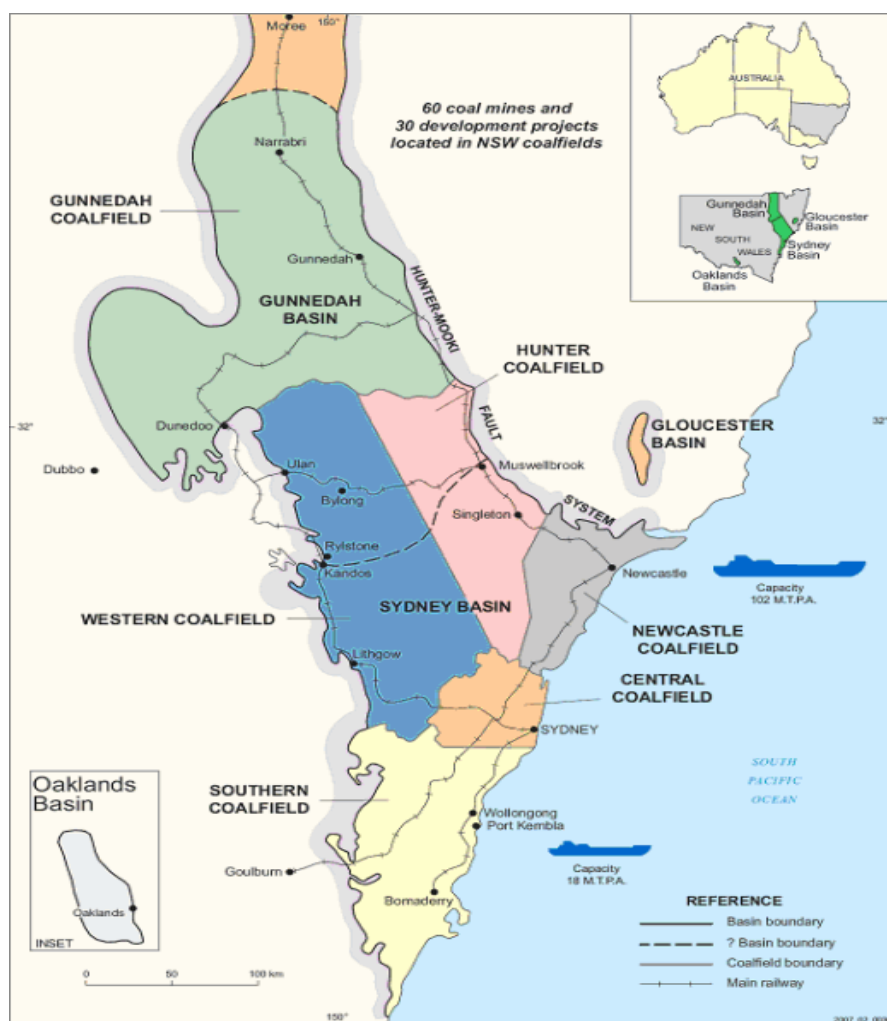 Moree
150°
60 coal mines and
30 development projects
located in NSW coalfields
AUSTRALIA
Gunnedah
Basin
Gloucester
Basin
NEW
SOUTH
WALES
Sydney
Basin
Oaklands
Basin
Narrabri
GUNNEDAH
COALFIELD
Gunnedah
GUNNEDAH
BASIN
HUNTER-MOOKI
FAULT
SYSTEM
HUNTER
COALFIELD
GLOUCESTER
BASIN
32°
32°
Dunedoo
Dubbo
Ulan
Bylong
Muswellbrook
Singleton
Rylstone
Kandos
Newcastle
Capacity
102 M.T.P.A.
WESTERN COALFIELD
SYDNEY BASIN
NEWCASTLE
COALFIELD
Lithgow
CENTRAL
COALFIELD
SYDNEY
SOUTH
PACIFIC
OCEAN
SOUTHERN
COALFIELD
Wollongong
Port Kembla
Goulburn
Bomaderry
Capacity
18 M.T.P.A.
Oaklands
Basin
Oaklands
INSET
0 50 100 km
REFERENCE
Basin boundary
? Basin boundary
Coalfield boundary
Main railway
150°